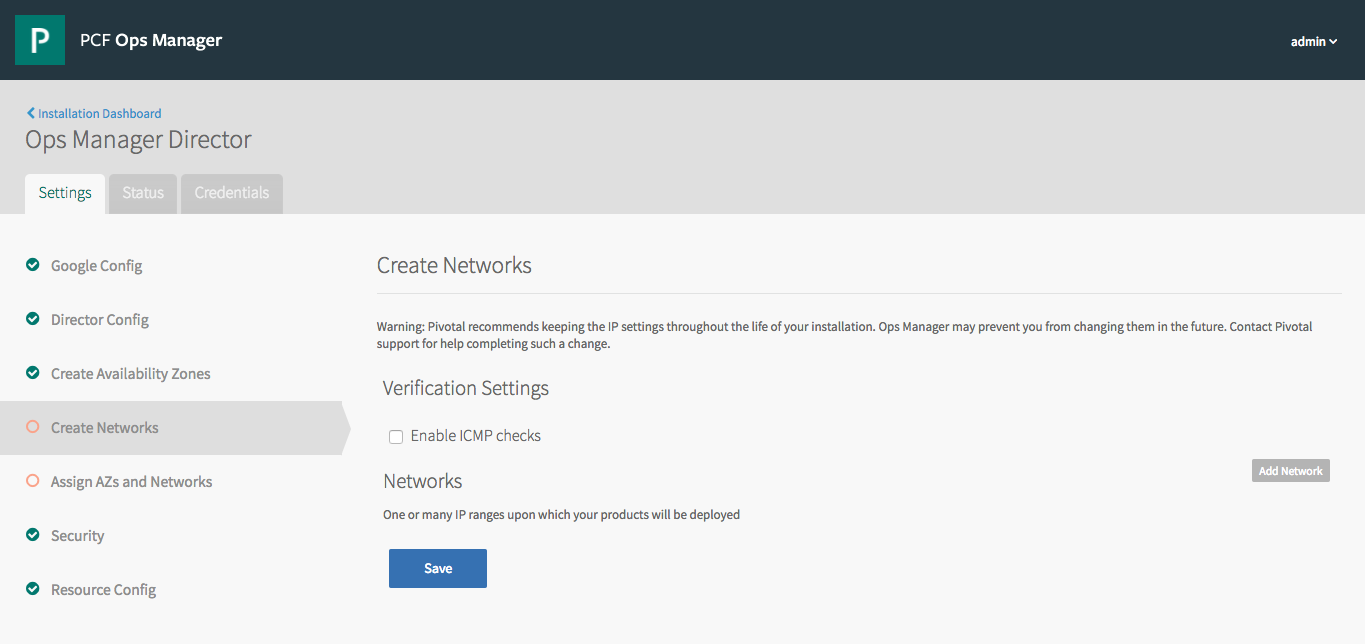 P
PCF Ops Manager
admin
Installation Dashboard
Ops Manager Director
Settings
Status
Credentials
Google Config
Director Config
Create Availability Zones
Create Networks
Assign AZs and Networks
Security
Resource Config
Create Networks
Warning: Pivotal recommends keeping the IP settings throughout the life of your installation. Ops Manager may prevent you from changing them in the future. Contact Pivotal
support for help completing such a change.
Verification Settings
Enable ICMP checks
Networks
Add Network
One or many IP ranges upon which your products will be deployed
Save